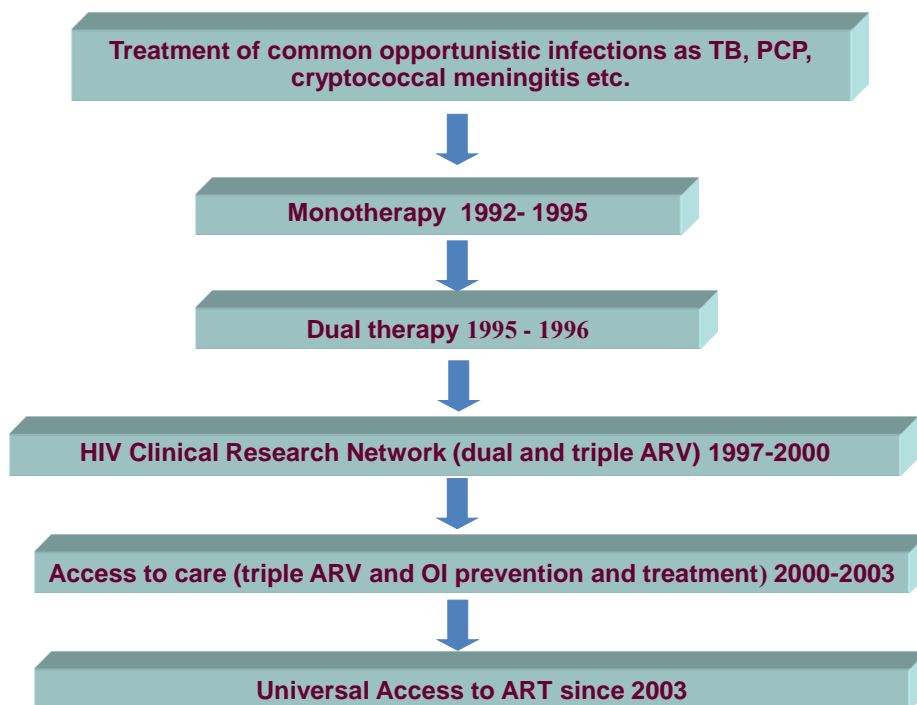 Treatment of common opportunistic infections as TB, PCP,
cryptococcal meningitis etc.
Monotherapy 1992- 1995
Dual therapy 1995 - 1996
HIV Clinical Research Network (dual and triple ARV) 1997-2000
Access to care (triple ARV and OI prevention and treatment) 2000-2003
Universal Access to ART since 2003